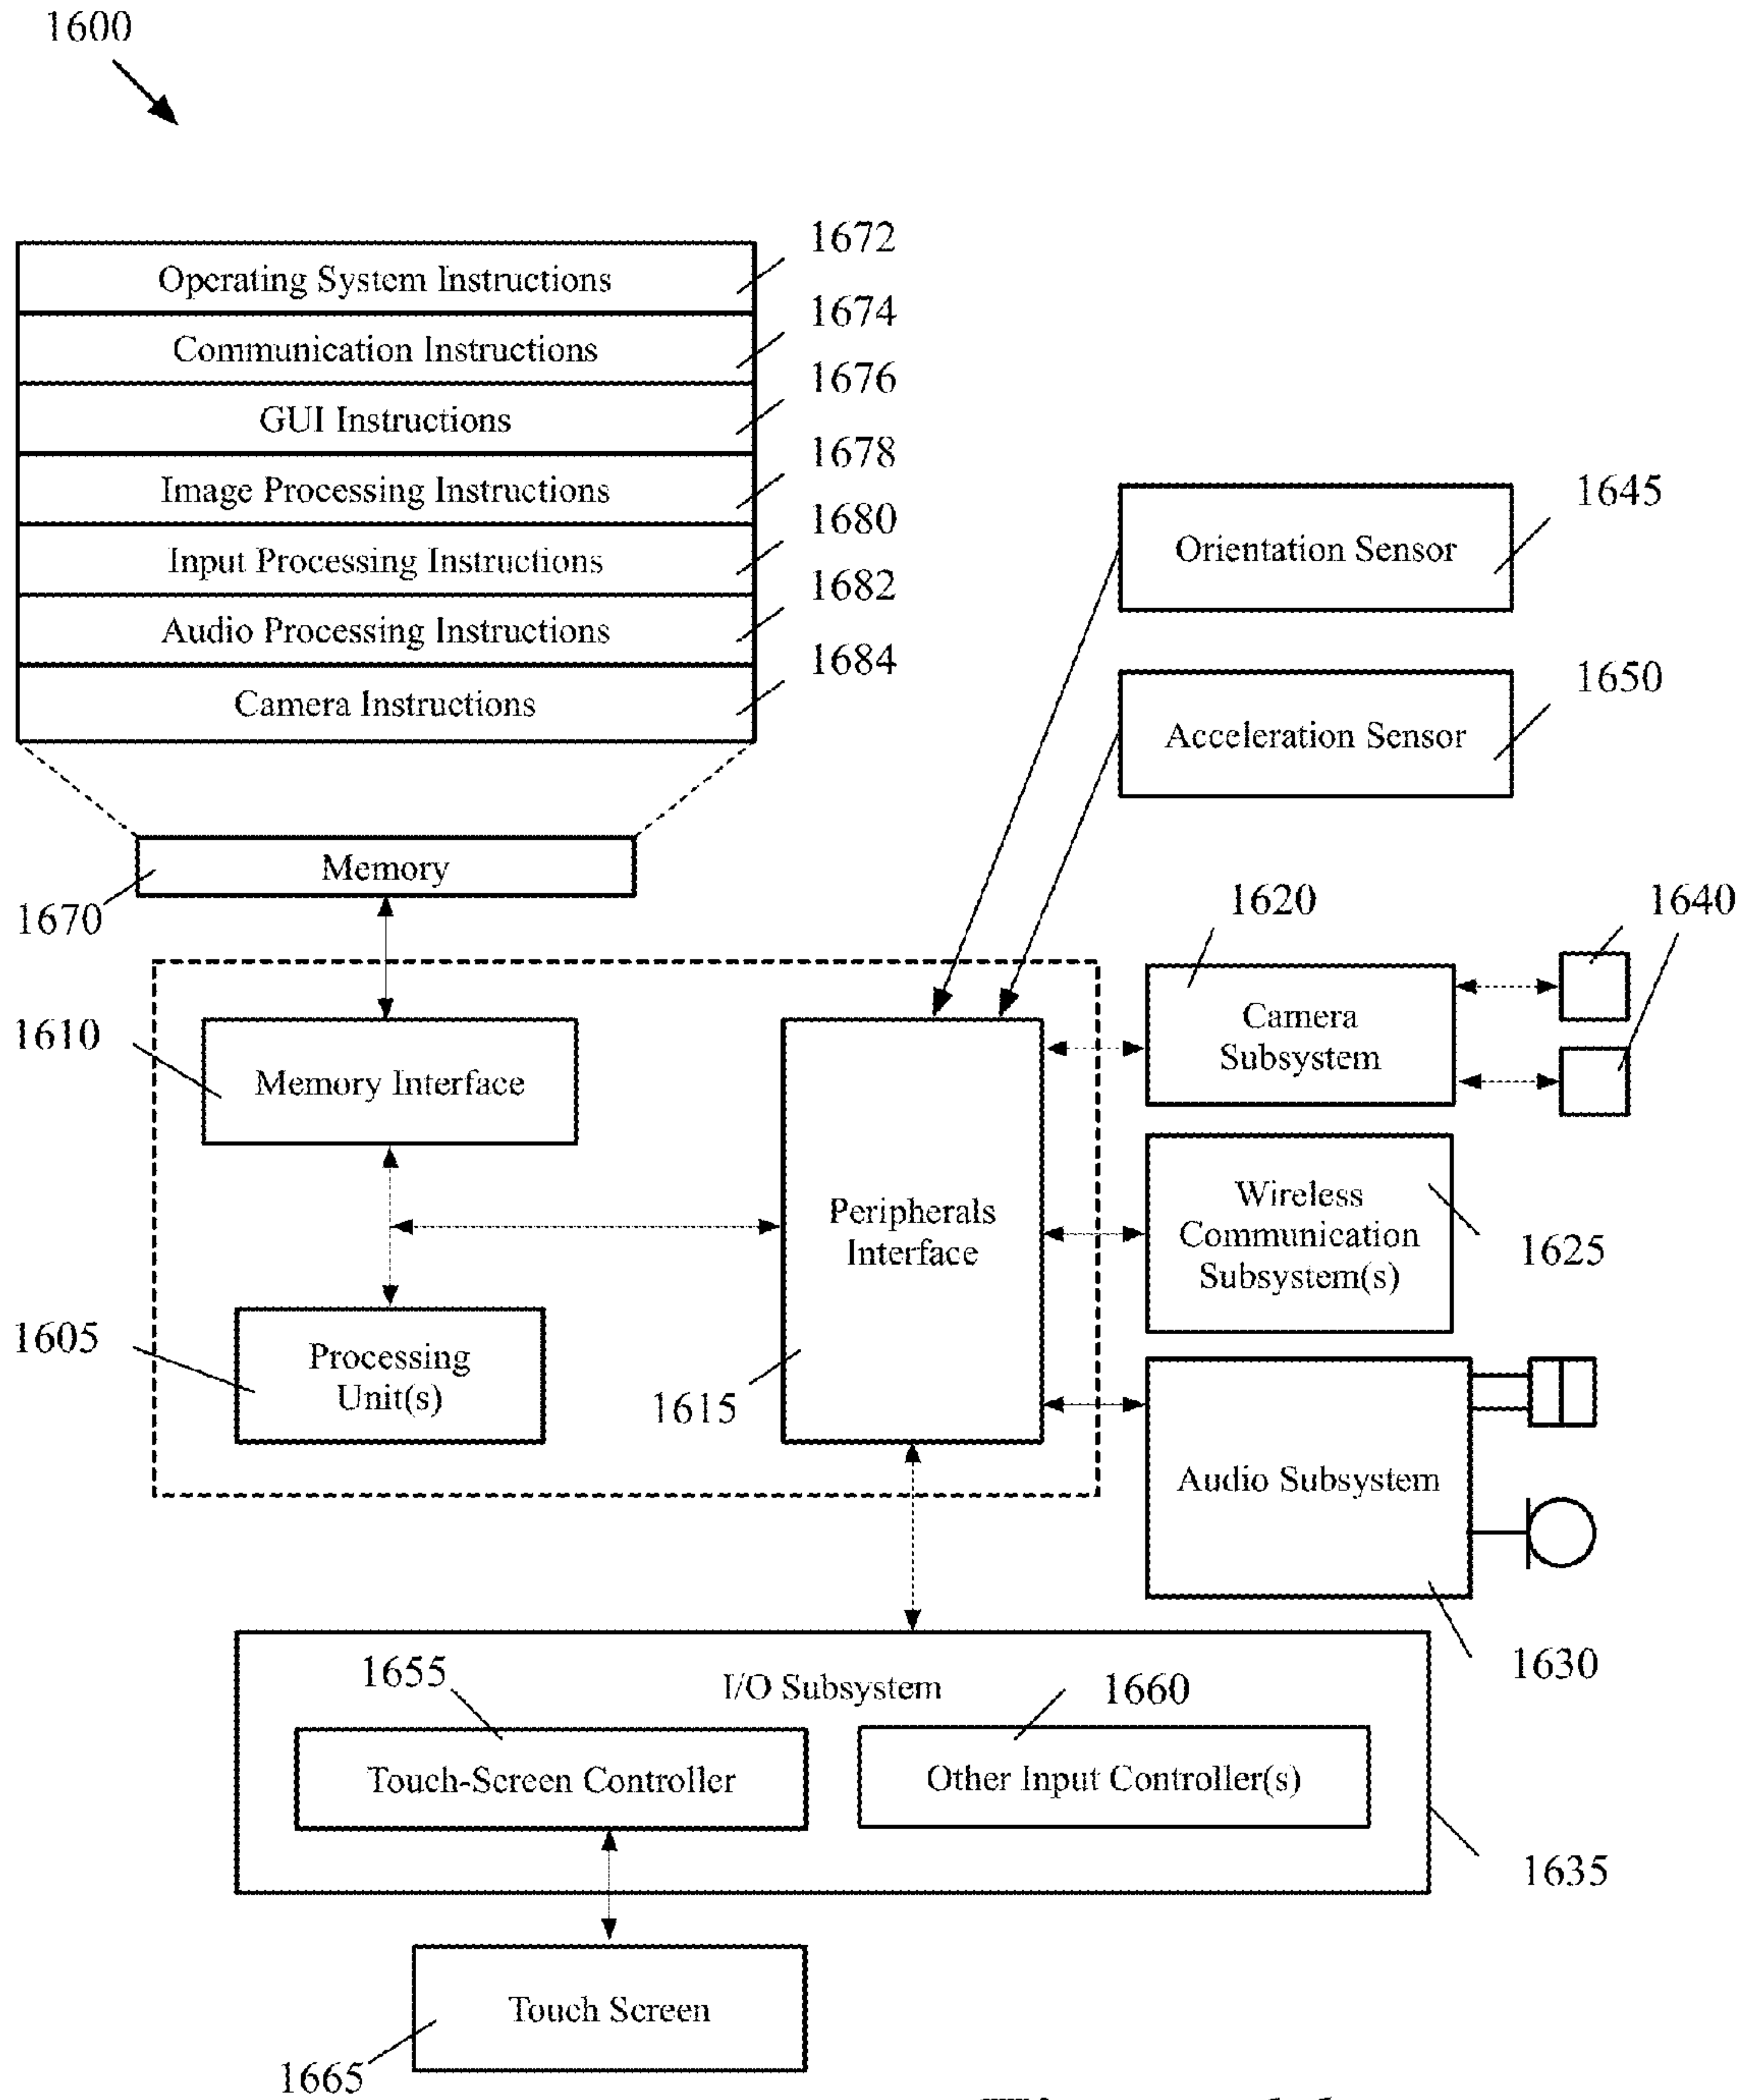 1600
1672
Operating System Instructions
1674
Communication Instructions
1676
GUI Instructions
1678
Image Processing Instructions
1680
Input Processing Instructions
1682
Audio Processing Instructions
1684
Camera Instructions
1645
Orientation Sensor
1650
Acceleration Sensor
Memory
1670
1620
1640
Camera
Subsystem
1610
Memory Interface
Peripherals
Interface
Wireless
Communication
Subsystem(s)
1625
1605
Processing
Unit(s)
1615
Audio Subsystem
1630
1655
I/O Subsystem
1660
Touch-Screen Controller
Other Input Controller(s)
1635
Touch Screen
1665